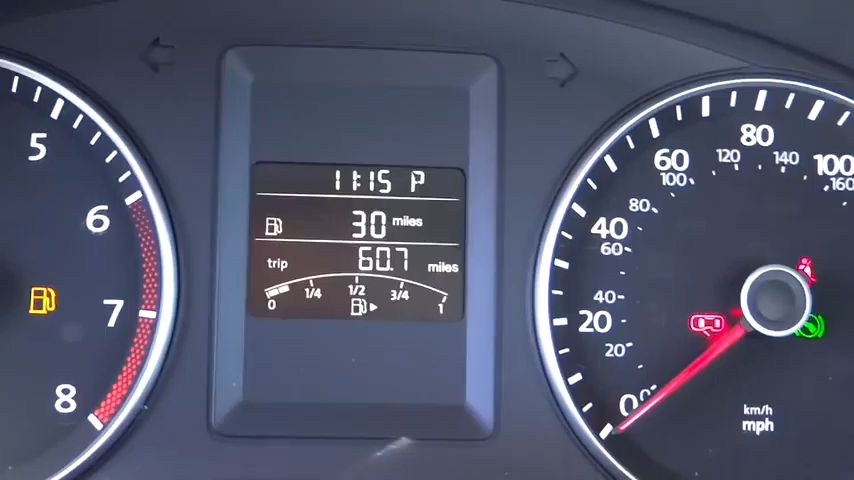 5
6
7
8
11:15 P
30 miles
trip 60.7 miles
0 1/4 1/2 3/4 1
0 20 40 60 80 100
0 20 40 60 80 100 120 140 160
km/h
mph